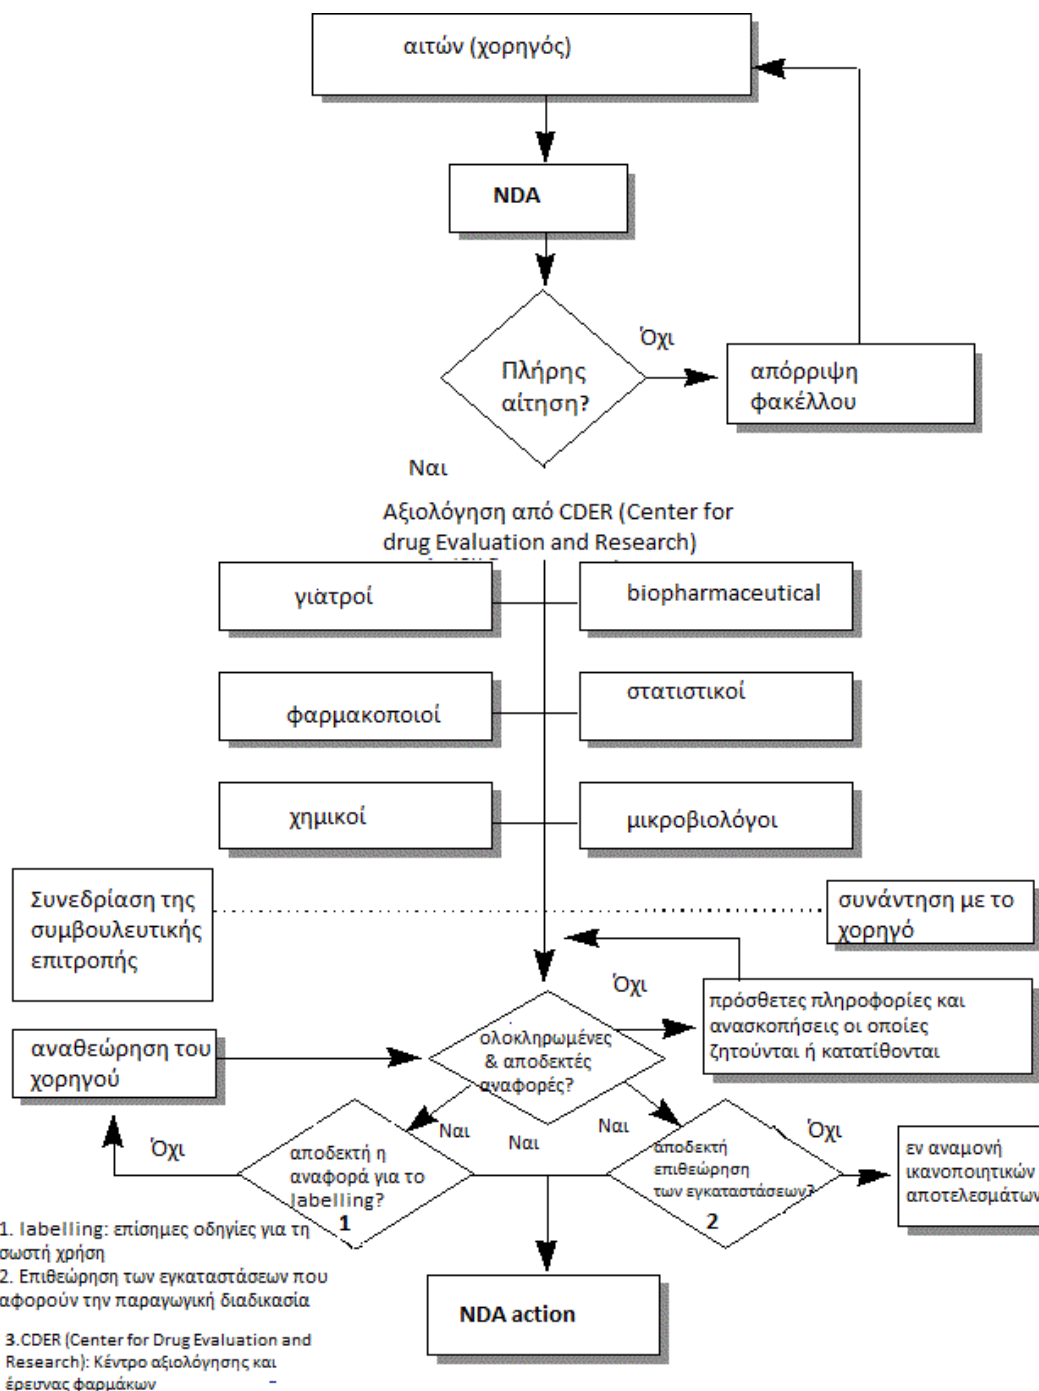 αιτών (χορηγός)
NDA
Όχι
Πλήρης
αίτηση?
απόρριψη
φακέλλου
Ναι
Αξιολόγηση από CDER (Center for
drug Evaluation and Research)
γιατροί
biopharmaceutical
φαρμακοποιοί
στατιστικοί
χημικοί
μικροβιολόγοι
Συνεδρίαση της
συμβουλευτικής
επιτροπής
συνάντηση με το
χορηγό
Όχι
πρόσθετες πληροφορίες και
ανασκοπήσεις οι οποίες
ζητούνται ή κατατίθονται
ολοκληρωμένες
& αποδεκτές
αναφορές?
αναθεώρηση του
χορηγού
Ναι
Ναι
Ναι
Όχι
αποδεκτή η
αναφορά για το
labelling?
1
αποδεκτή
επιθεώρηση
των εγκαταστάσεων?
2
Όχι
εν αναμονή
ικανοποιητικών
αποτελεσμάτων
NDA action
1. labelling: επίσημες οδηγίες για τη
σωστή χρήση
2. Επιθεώρηση των εγκαταστάσεων που
αφορούν την παραγωγική διαδικασία
3.CDER (Center for Drug Evaluation and
Research): Κέντρο αξιολόγησης και
έρευνας φαρμάκων